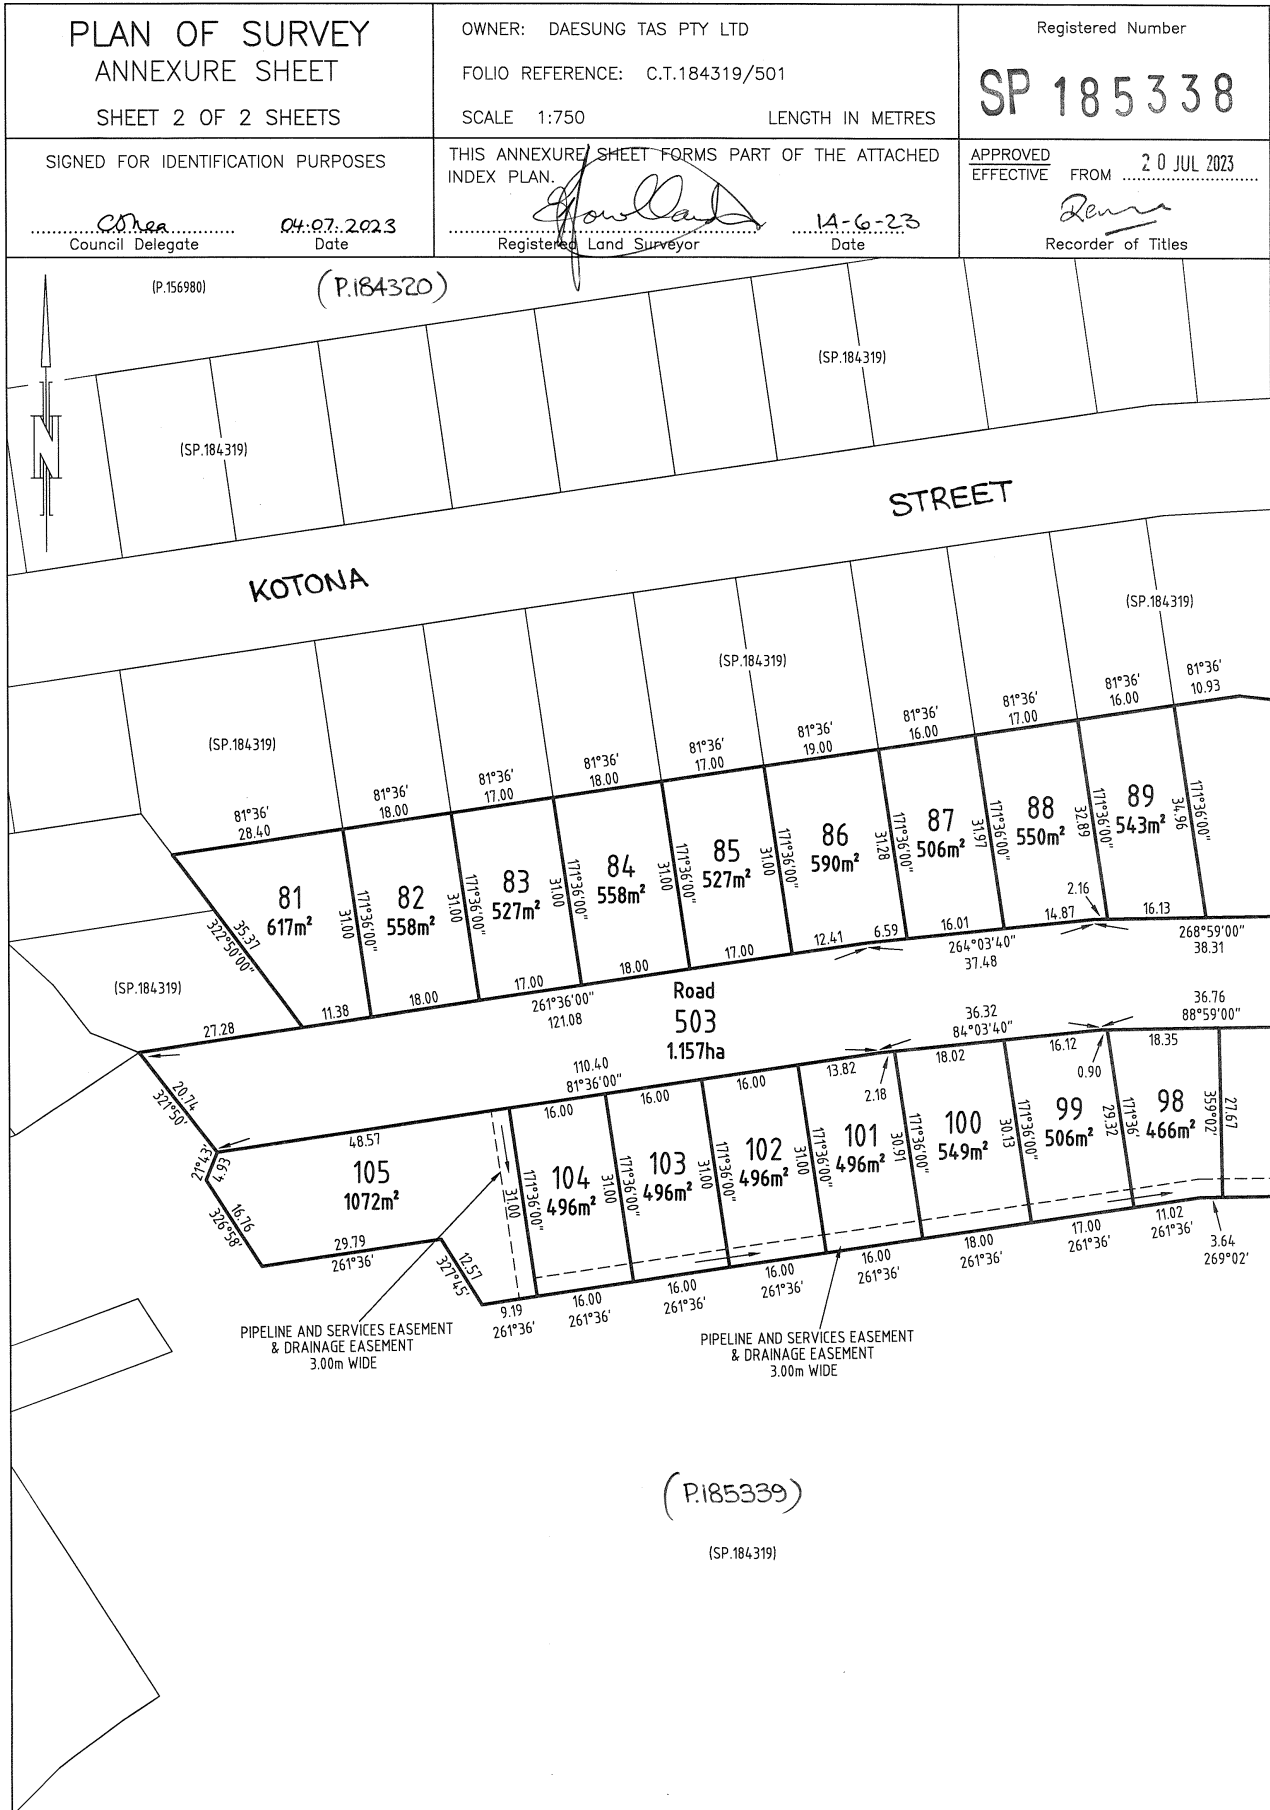 PLAN OF SURVEY
ANNEXURE SHEET
SHEET 2 OF 2 SHEETS
OWNER: DAESUNG TAS PTY LTD
FOLIO REFERENCE: C.T.184319/501
SCALE 1:750 LENGTH IN METRES
Registered Number
SP 185338
SIGNED FOR IDENTIFICATION PURPOSES
04.07.2023
Council Delegate Date
THIS ANNEXURE SHEET FORMS PART OF THE ATTACHED
INDEX PLAN.
14-6-23
Registered Land Surveyor Date
APPROVED
EFFECTIVE FROM 20 JUL 2023
Recorder of Titles
(P.156980)
(P.184320)
N
(SP.184319)
(SP.184319)
STREET
KOTONA
(SP.184319)
(SP.184319)
(SP.184319)
81°36'
28.40
81°36'
18.00
81°36'
17.00
81°36'
18.00
81°36'
17.00
81°36'
19.00
81°36'
16.00
81°36'
17.00
81°36'
16.00
81°36'
10.93
81
617m²
82
558m²
83
527m²
84
558m²
85
527m²
86
590m²
87
506m²
88
550m²
89
543m²
35.37
322°50'00"
171°36'00"
31.00
171°36'00"
31.00
171°36'00"
31.00
171°36'00"
31.00
171°36'00"
31.00
171°36'00"
31.28
171°36'00"
31.97
171°36'00"
32.89
171°36'00"
34.96
(SP.184319)
27.28
11.38
18.00
17.00
18.00
17.00
12.41
6.59
16.01
14.87
2.16
16.13
261°36'00"
121.08
264°03'40"
37.48
268°59'00"
38.31
Road
503
1.157ha
110.40
81°36'00"
36.32
84°03'40"
36.76
88°59'00"
20.74
321°50'
21°43'
4.93
16.76
326°58'
48.57
16.00
16.00
16.00
13.82
2.18
18.02
16.12
0.90
18.35
105
1072m²
104
496m²
103
496m²
102
496m²
101
496m²
100
549m²
99
506m²
98
466m²
171°36'00"
31.00
171°36'00"
31.00
171°36'00"
31.00
171°36'00"
31.00
171°36'00"
30.91
171°36'00"
30.13
171°36'
29.32
359°02'
27.67
29.79
261°36'
12.57
327°45'
9.19
261°36'
16.00
261°36'
16.00
261°36'
16.00
261°36'
16.00
261°36'
18.00
261°36'
17.00
261°36'
11.02
261°36'
3.64
269°02'
PIPELINE AND SERVICES EASEMENT
& DRAINAGE EASEMENT
3.00m WIDE
PIPELINE AND SERVICES EASEMENT
& DRAINAGE EASEMENT
3.00m WIDE
(P.185339)
(SP.184319)